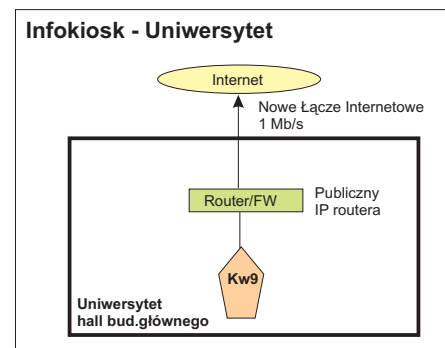 Infokiosk - Uniwersytet
Internet
Nowe Łącze Internetowe
1 Mb/s
Router/FW
Publiczny
IP routera
Kw9
Uniwersytet
hall bud.głównego